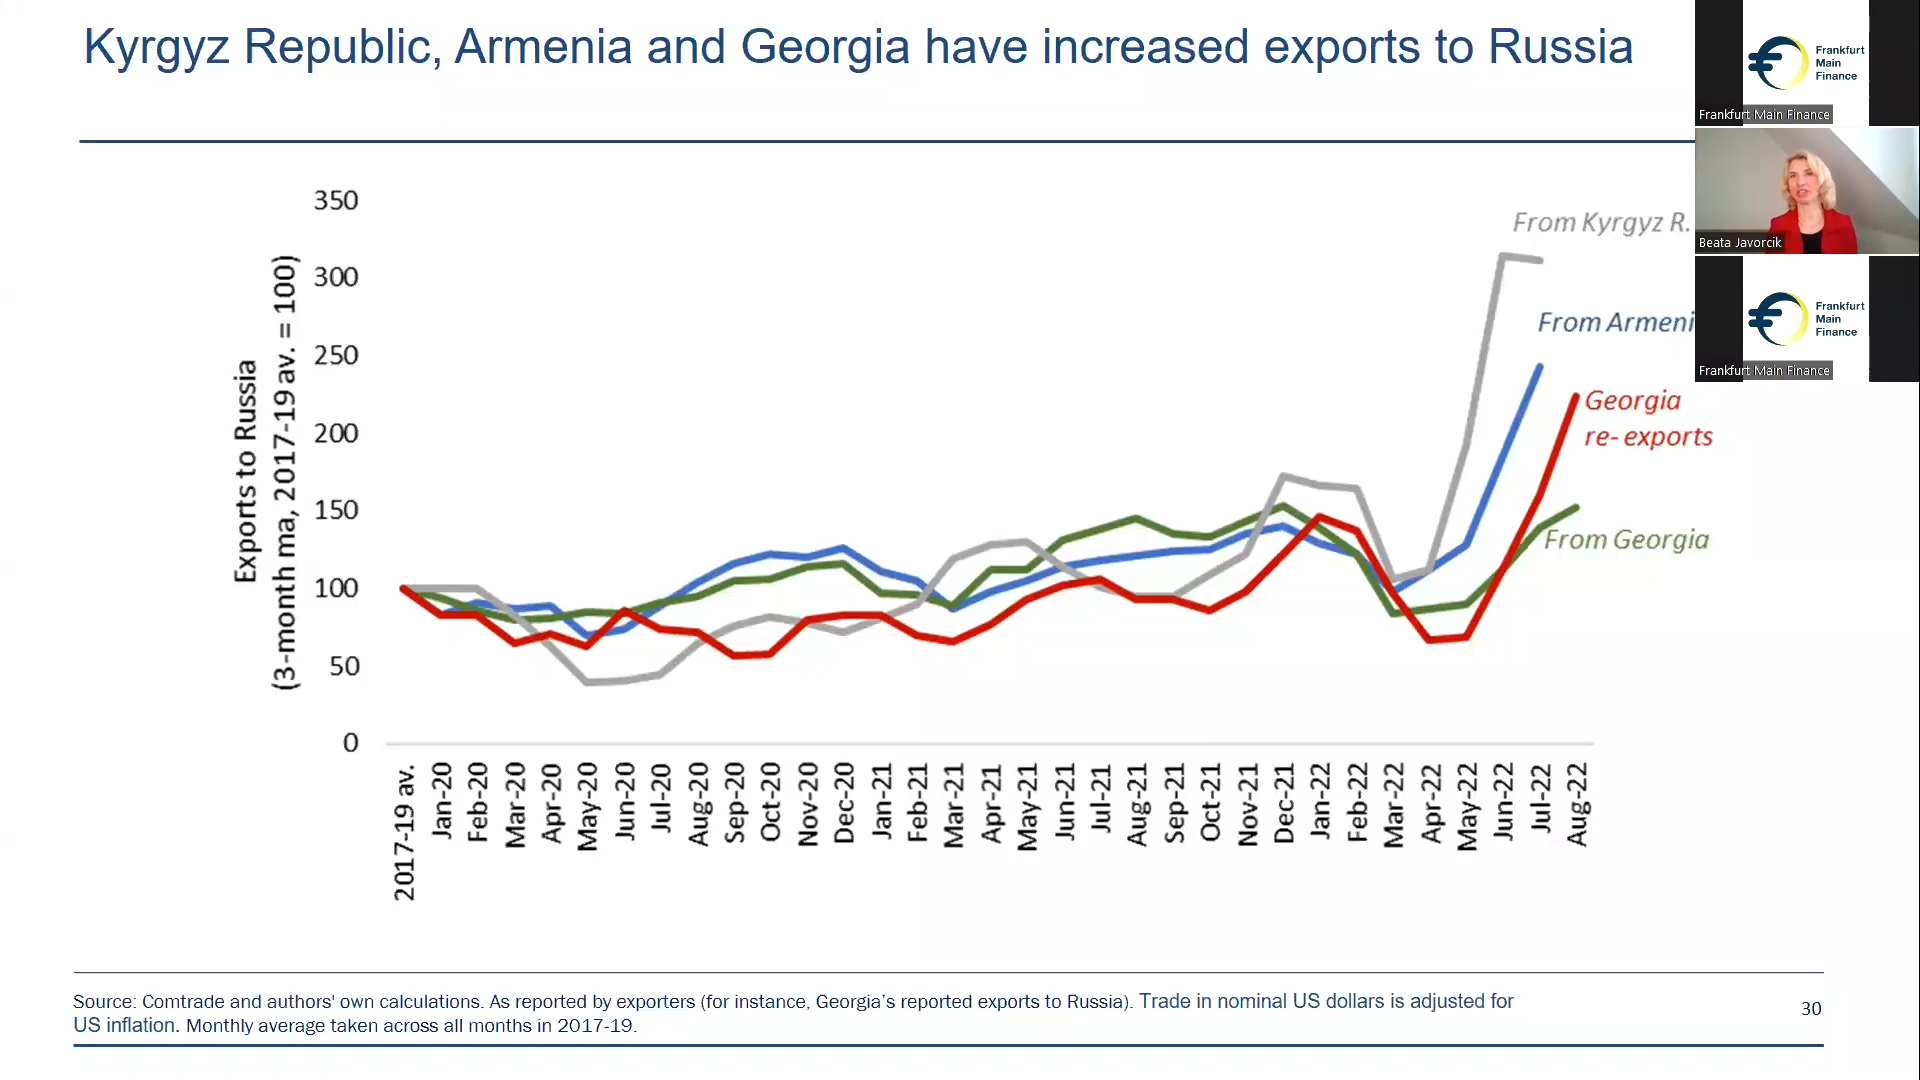 Kyrgyz Republic, Armenia and Georgia have increased exports to Russia
Frankfurt
Main
Finance
Frankfurt Main Finance
Beata Javorcik
Frankfurt
Main
Finance
Frankfurt Main Finance
Exports to Russia
(3-month ma, 2017-19 av. = 100)
350
300
250
200
150
100
50
0
From Kyrgyz R.
From Armeni
Georgia
re- exports
From Georgia
2017-19 av.
Jan-20
Feb-20
Mar-20
Apr-20
May-20
Jun-20
Jul-20
Aug-20
Sep-20
Oct-20
Nov-20
Dec-20
Jan-21
Feb-21
Mar-21
Apr-21
May-21
Jun-21
Jul-21
Aug-21
Sep-21
Oct-21
Nov-21
Dec-21
Jan-22
Feb-22
Mar-22
Apr-22
May-22
Jun-22
Jul-22
Aug-22
Source: Comtrade and authors' own calculations. As reported by exporters (for instance, Georgia’s reported exports to Russia). Trade in nominal US dollars is adjusted for
US inflation. Monthly average taken across all months in 2017-19.
30